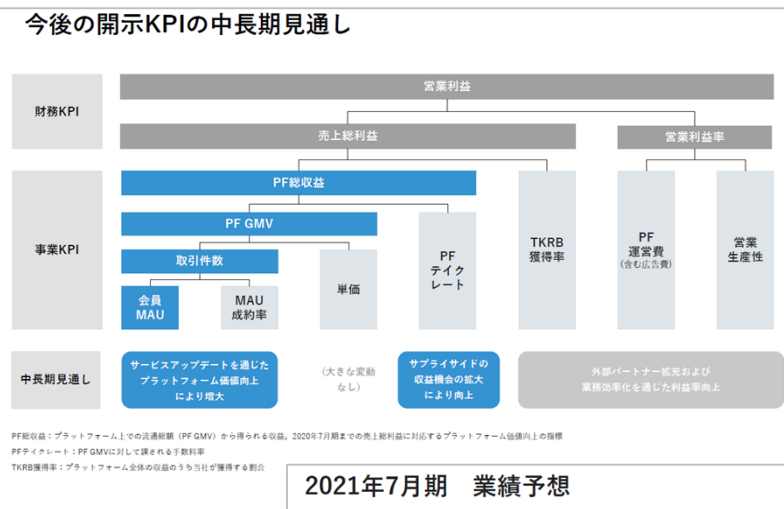 今後の開示KPIの中長期見通し
財務KPI
営業利益
売上総利益
営業利益率
事業KPI
PF総収益
PF GMV
取引件数
会員
MAU
MAU
成約率
単価
PF
テイク
レート
TKRB
獲得率
PF
運営費
(含む広告費)
営業
生産性
中長期見通し
サービスアップデートを通じた
プラットフォーム価値向上
により増大
(大きな変動
なし)
サプライサイドの
収益機会の拡大
により向上
外部パートナー拡充および
業務効率化を通じた利益率向上
PF総収益：プラットフォーム上での流通総額（PF GMV）から得られる収益。2020年7月期までの売上総利益に対応するプラットフォーム価値向上の指標
PFテイクレート：PF GMVに対して課される手数料率
TKRB獲得率：プラットフォーム全体の収益のうち当社が獲得する割合
2021年7月期　業績予想